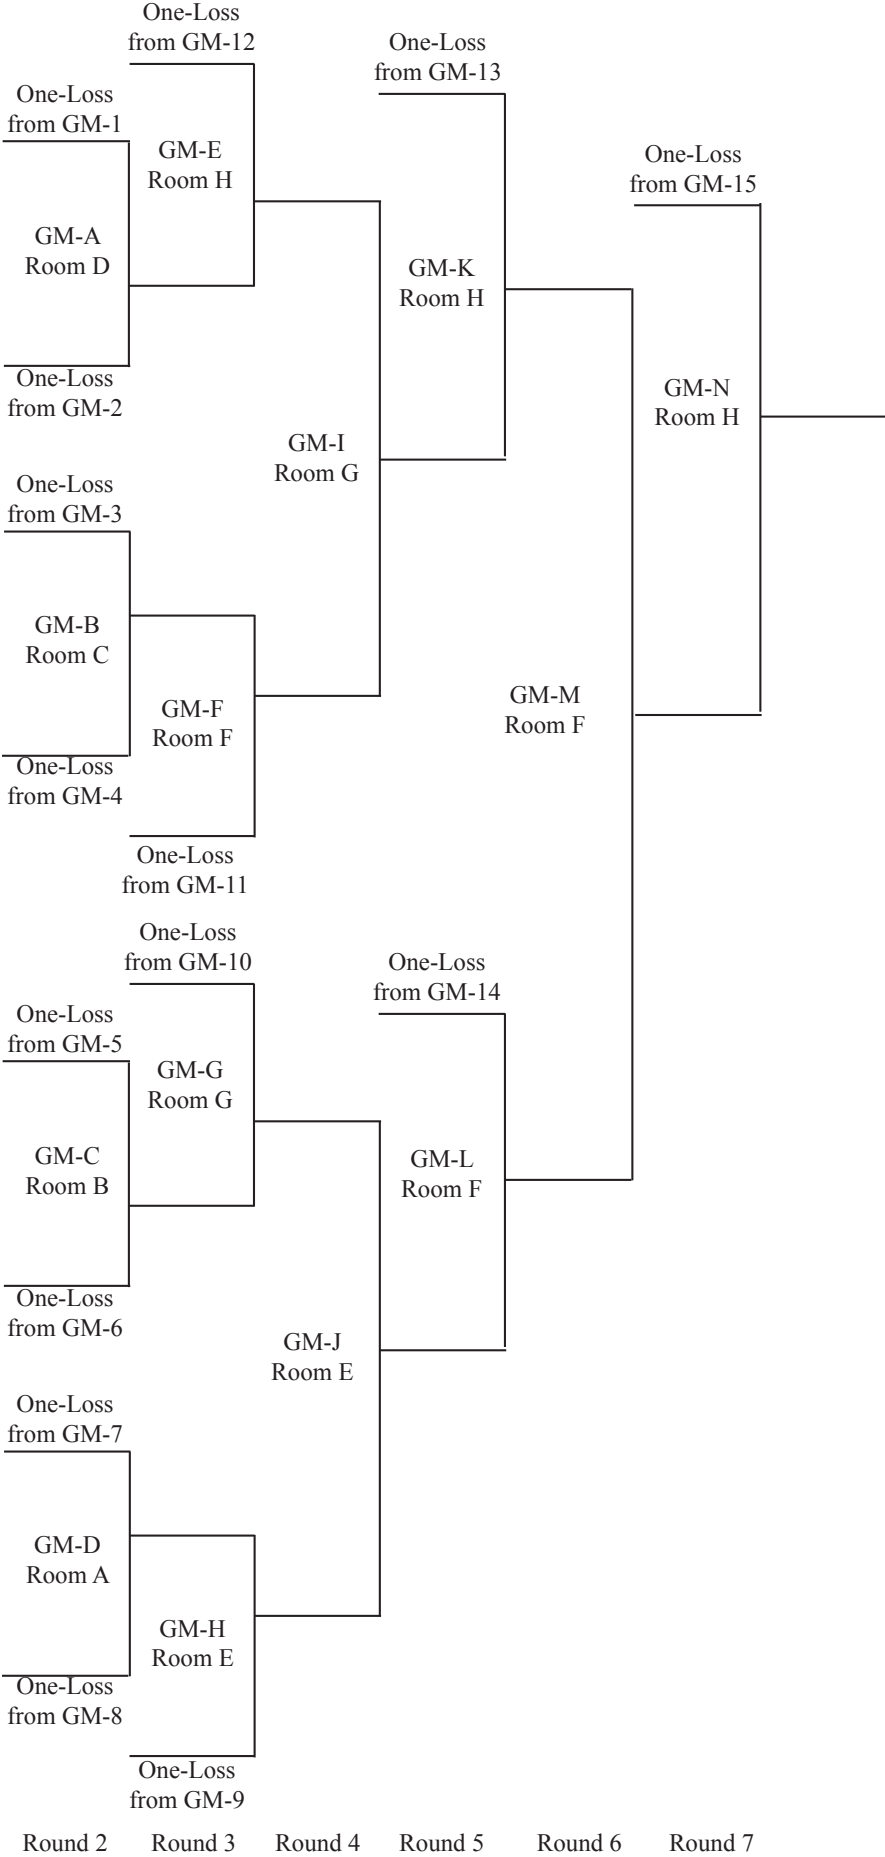 One-Loss
from GM-12
One-Loss
from GM-13
One-Loss
from GM-1
GM-E
Room H
One-Loss
from GM-15
GM-A
Room D
GM-K
Room H
One-Loss
from GM-2
GM-N
Room H
GM-I
Room G
One-Loss
from GM-3
GM-B
Room C
GM-F
Room F
GM-M
Room F
One-Loss
from GM-4
One-Loss
from GM-11
One-Loss
from GM-10
One-Loss
from GM-14
One-Loss
from GM-5
GM-G
Room G
GM-C
Room B
GM-L
Room F
One-Loss
from GM-6
GM-J
Room E
One-Loss
from GM-7
GM-D
Room A
GM-H
Room E
One-Loss
from GM-8
One-Loss
from GM-9
Round 2 Round 3 Round 4 Round 5 Round 6 Round 7